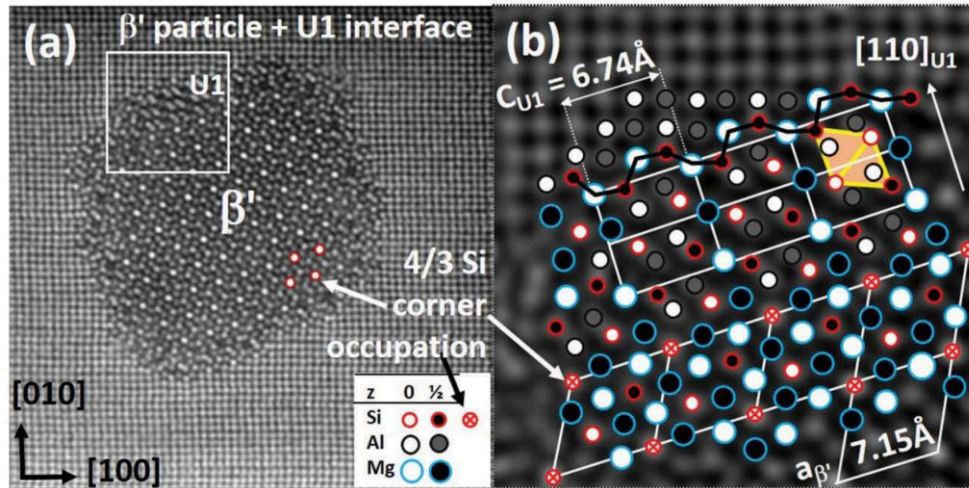 (a)
β' particle + U1 interface
U1
β'
4/3 Si
corner
occupation
[010]
[100]
z 0 ½
Si
Al
Mg
(b)
C_U1 = 6.74Å
[110]_U1
a_β'
7.15Å